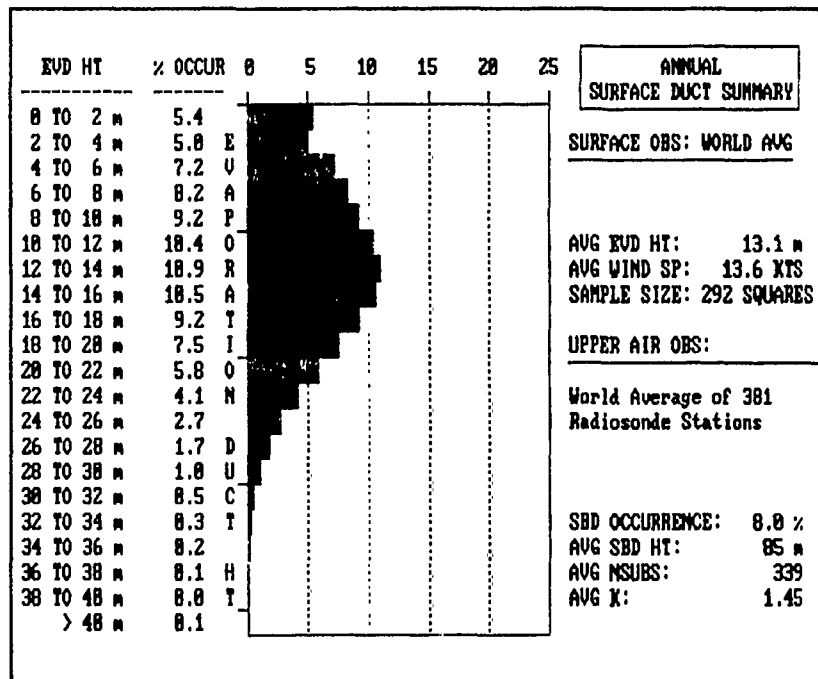 EVD HT % OCCUR 0 5 10 15 20 25
0 TO 2 m 5.4
2 TO 4 m 5.0
4 TO 6 m 7.2
6 TO 8 m 8.2
8 TO 10 m 9.2
10 TO 12 m 10.4
12 TO 14 m 10.9
14 TO 16 m 10.5
16 TO 18 m 9.2
18 TO 20 m 7.5
20 TO 22 m 5.8
22 TO 24 m 4.1
24 TO 26 m 2.7
26 TO 28 m 1.7
28 TO 30 m 1.0
30 TO 32 m 0.5
32 TO 34 m 0.3
34 TO 36 m 0.2
36 TO 38 m 0.1
38 TO 40 m 0.0
> 40 m 0.1
EVAPORATION DUCT HT
ANNUAL
SURFACE DUCT SUMMARY
SURFACE OBS: WORLD AVG
AVG EVD HT: 13.1 m
AVG WIND SP: 13.6 KTS
SAMPLE SIZE: 292 SQUARES
UPPER AIR OBS:
World Average of 381
Radiosonde Stations
SBD OCCURRENCE: 8.0 %
AVG SBD HT: 85 m
AVG NSUBS: 339
AVG K: 1.45